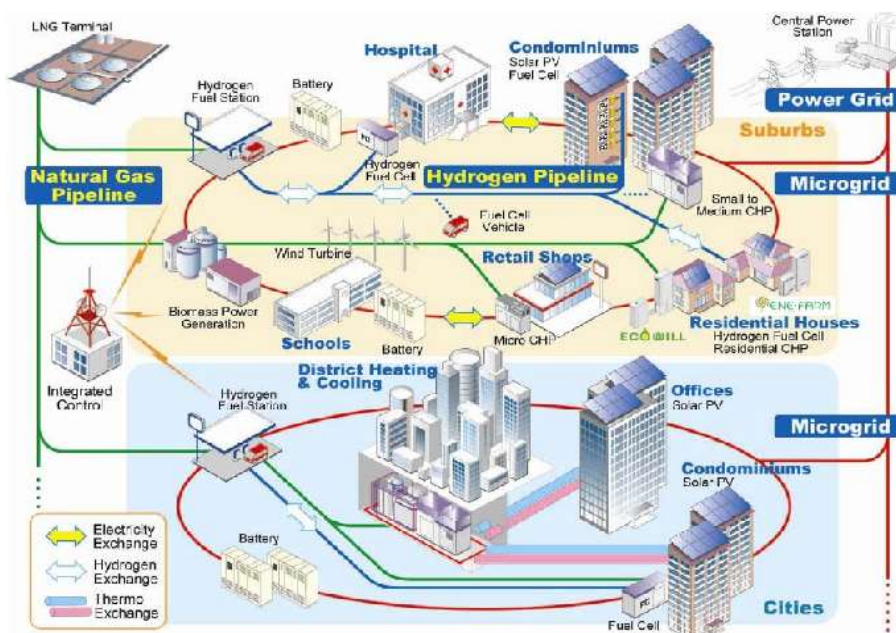 LNG Terminal
Hospital
Condominiums
Solar PV
Fuel Cell
Central Power
Station
Hydrogen
Fuel Station
Battery
Power Grid
Suburbs
Hydrogen
Fuel Cell
Natural Gas
Pipeline
Hydrogen Pipeline
Microgrid
Small to
Medium CHP
Fuel Cell
Vehicle
Wind Turbine
Retail Shops
Biomass Power
Generation
Schools
Battery
Micro CHP
ECOWILL
ENE·FARM
Residential Houses
Hydrogen Fuel Cell
Residential CHP
Integrated
Control
Hydrogen
Fuel Station
District Heating
& Cooling
Offices
Solar PV
Microgrid
Condominiums
Solar PV
Battery
Electricity
Exchange
Hydrogen
Exchange
Thermo
Exchange
FC
Fuel Cell
Cities